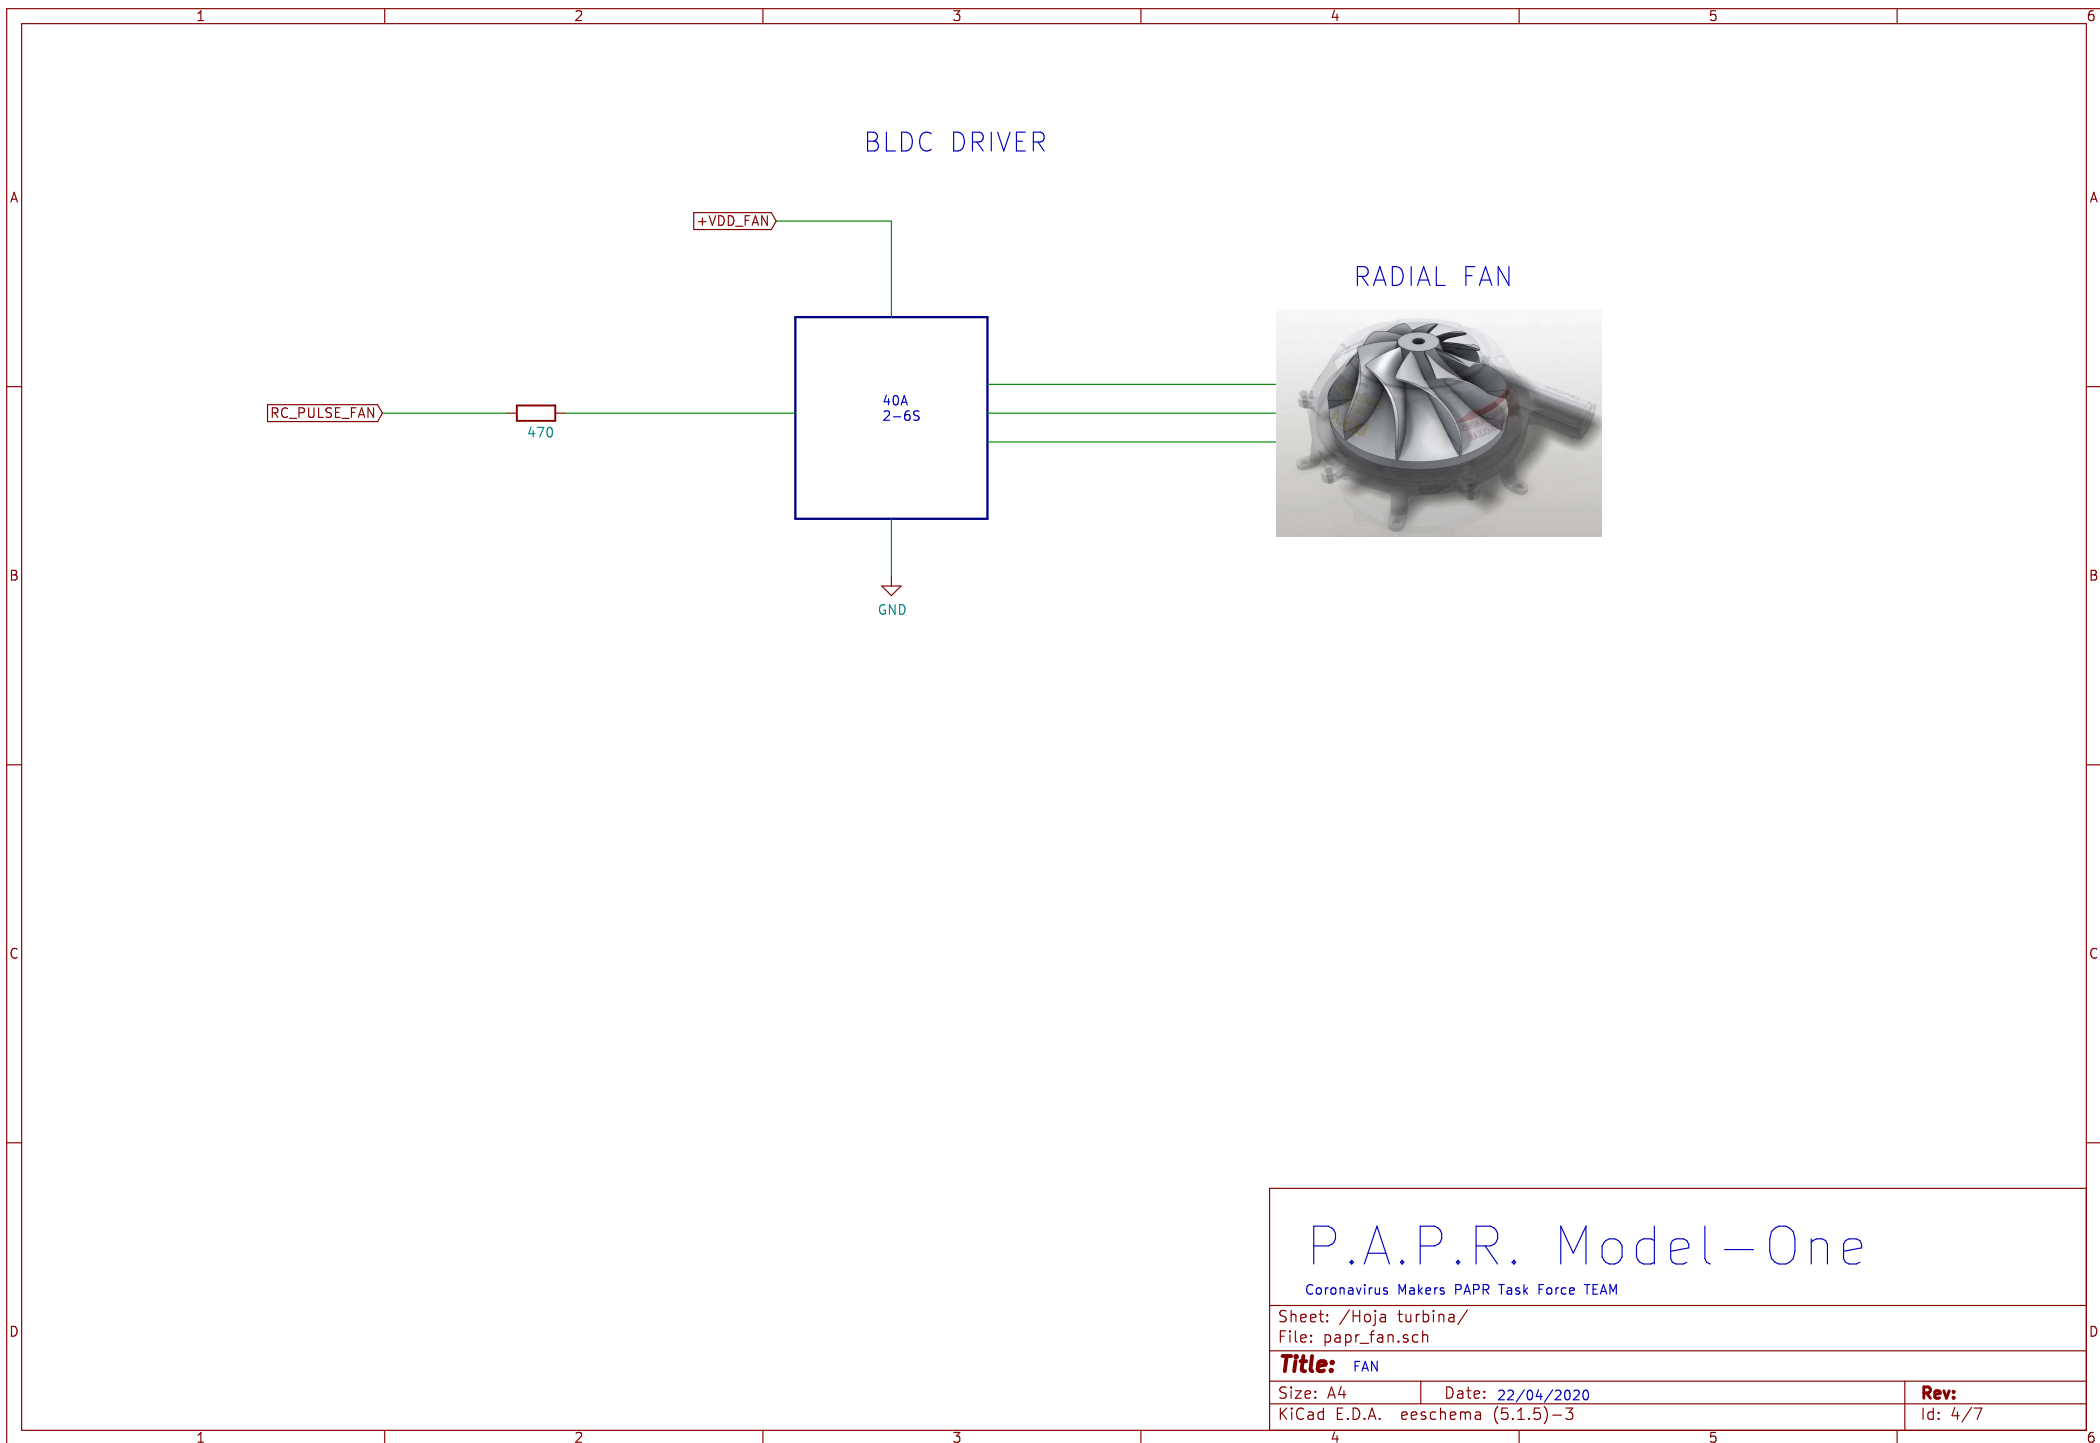 1 2 3 4 5 6
BLDC DRIVER
A A
+VDD_FAN
RADIAL FAN
40A
2-6S
RC_PULSE_FAN
470
B B
GND
C C
P.A.P.R. Model-One
Coronavirus Makers PAPR Task Force TEAM
Sheet: /Hoja turbina/
File: papr_fan.sch
D D
Title: FAN
Size: A4 Date: 22/04/2020 Rev:
KiCad E.D.A. eeschema (5.1.5)-3 Id: 4/7
1 2 3 4 5 6